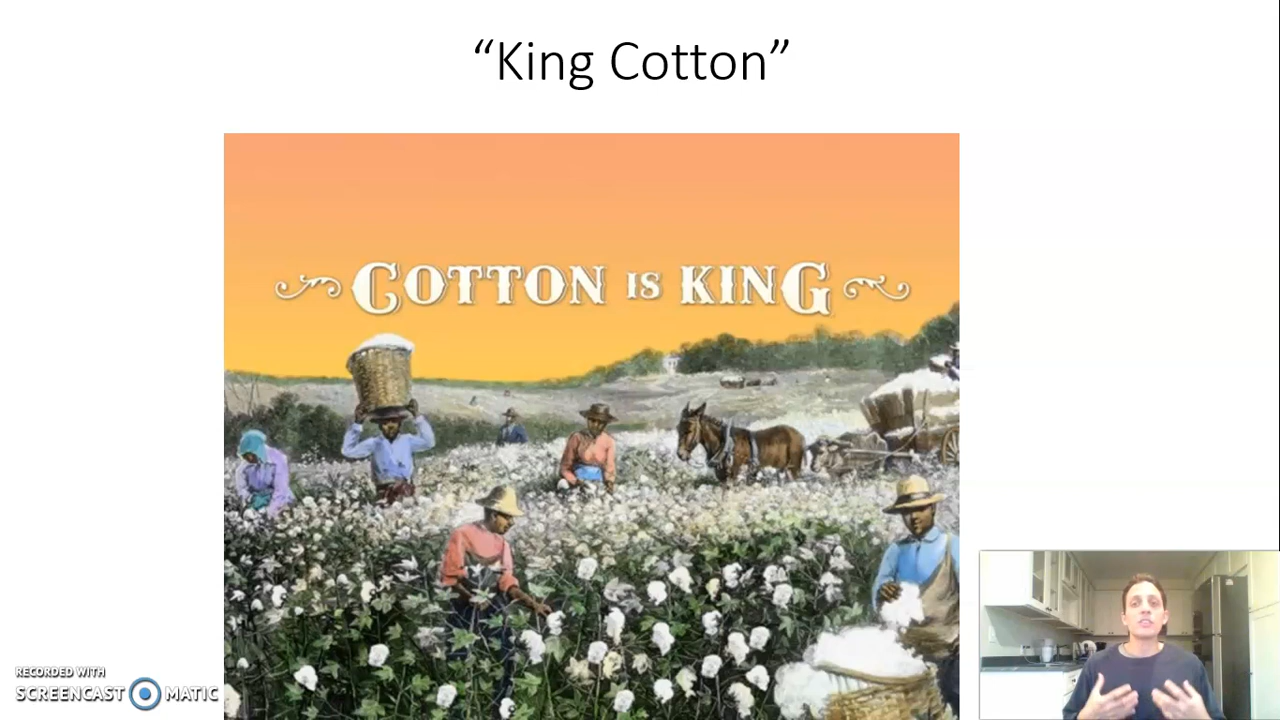 “King Cotton”
COTTON IS KING
RECORDED WITH
SCREENCAST MATIC